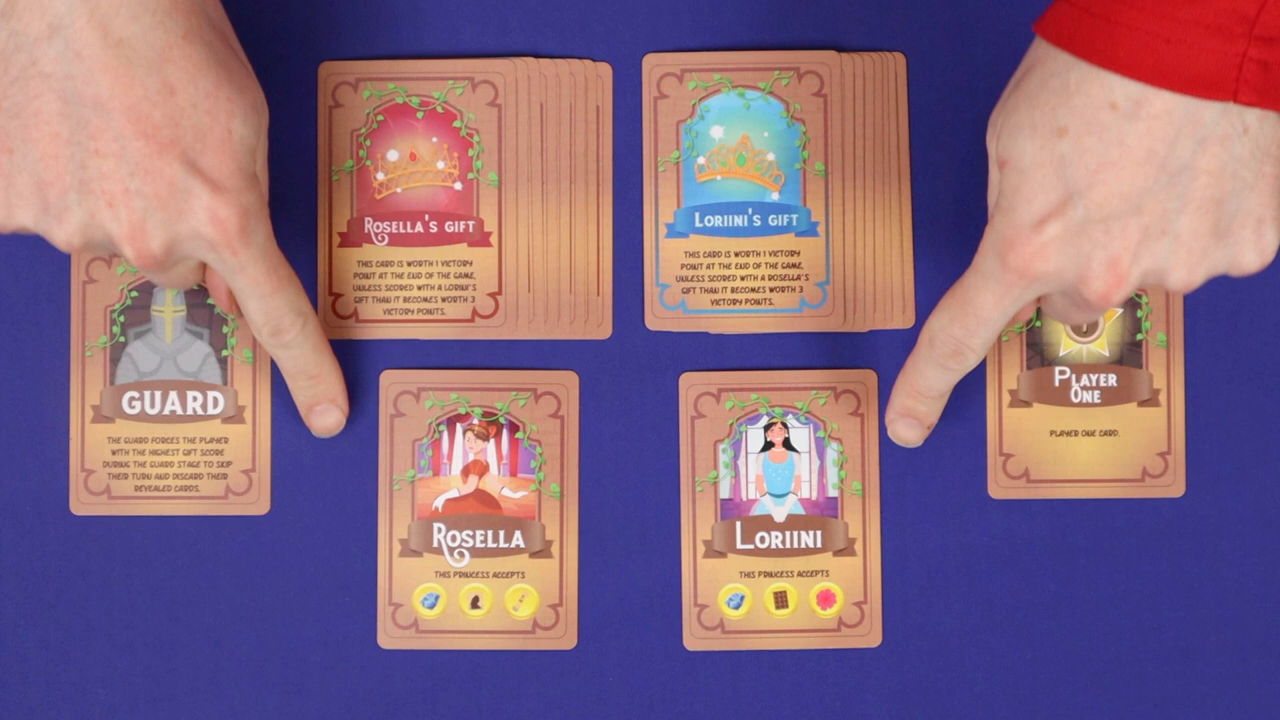 Rosella's Gift
THIS CARD IS WORTH 1 VICTORY
POINT AT THE END OF THE GAME,
UNLESS SCORED WITH A LORIINI'S
GIFT THAN IT BECOMES WORTH 3
VICTORY POINTS.
Loriini's Gift
THIS CARD IS WORTH 1 VICTORY
POINT AT THE END OF THE GAME,
UNLESS SCORED WITH A ROSELLA'S
GIFT THAN IT BECOMES WORTH 3
VICTORY POINTS.
GUARD
THE GUARD FORCES THE PLAYER
WITH THE HIGHEST GIFT SCORE
DURING THE GUARD STAGE TO SKIP
THEIR TURN AND DISCARD THEIR
REVEALED CARDS.
Player
One
PLAYER ONE CARD.
Rosella
THIS PRINCESS ACCEPTS
Loriini
THIS PRINCESS ACCEPTS